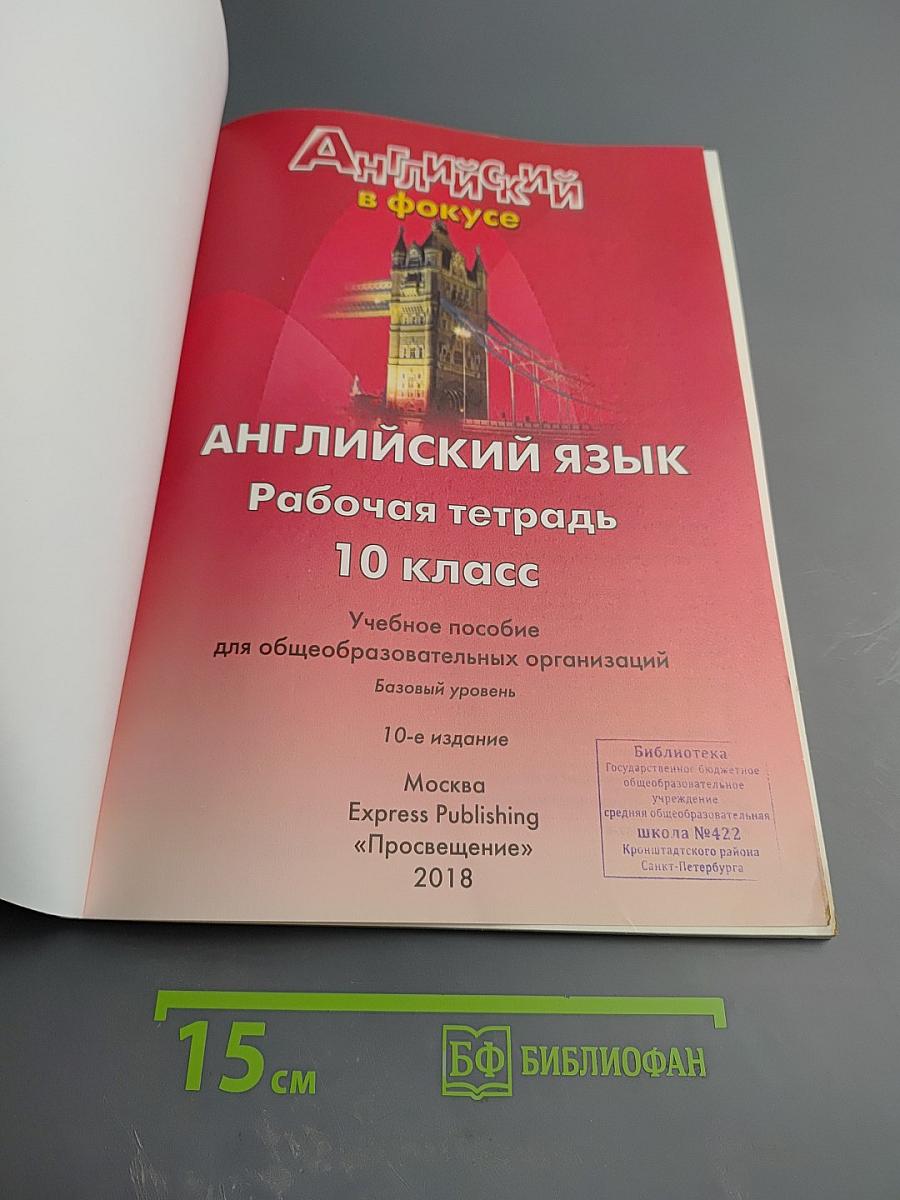 Английский
в фокусе
АНГЛИЙСКИЙ ЯЗЫК
Рабочая тетрадь
10 класс
Учебное пособие
для общеобразовательных организаций
Базовый уровень
10-е издание
Москва
Express Publishing
«Просвещение»
2018
Библиотека
Государственное бюджетное
общеобразовательное
учреждение
средняя общеобразовательная
школа №422
Кронштадтского района
Санкт-Петербурга
15 см
БФ БИБЛИОФАН